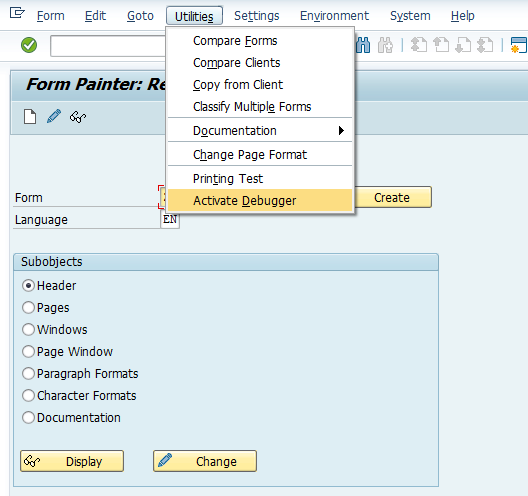 Form Edit Goto Utilities Settings Environment System Help
Compare Forms
Compare Clients
Copy from Client
Classify Multiple Forms
Documentation
Change Page Format
Printing Test
Activate Debugger
Form Painter: Re
Form Create
Language EN
Subobjects
Header
Pages
Windows
Page Window
Paragraph Formats
Character Formats
Documentation
Display Change